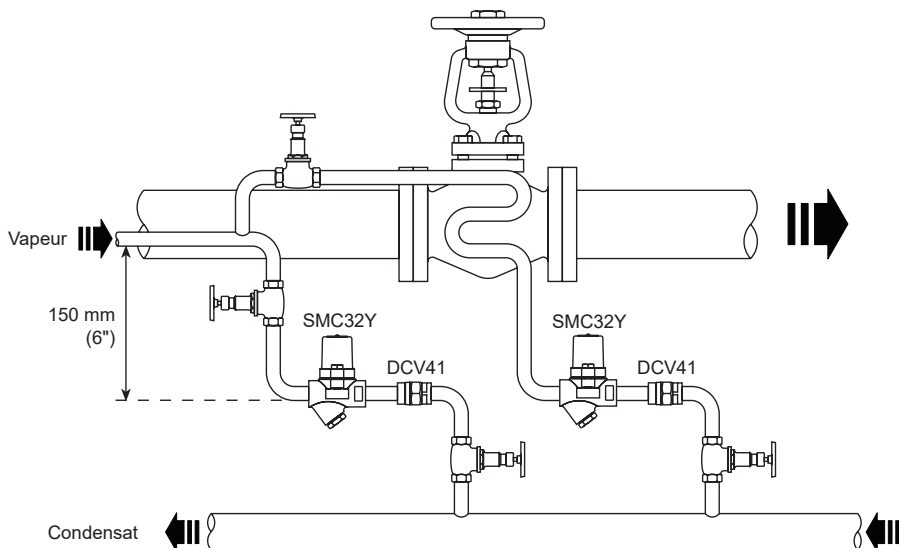 Vapeur
150 mm
(6")
SMC32Y
DCV41
SMC32Y
DCV41
Condensat